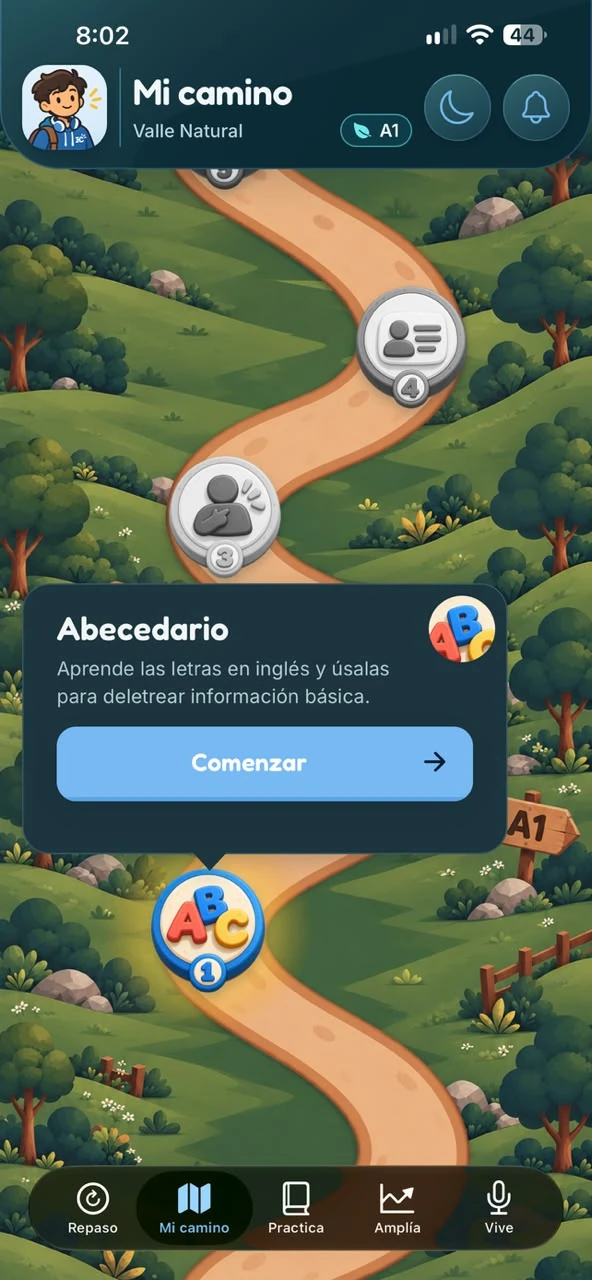 8:02
44
Mi camino
Valle Natural
A1
4
3
Abecedario
Aprende las letras en inglés y úsalas
para deletrear información básica.
Comenzar
A1
ABC
1
Repaso
Mi camino
Practica
Amplía
Vive